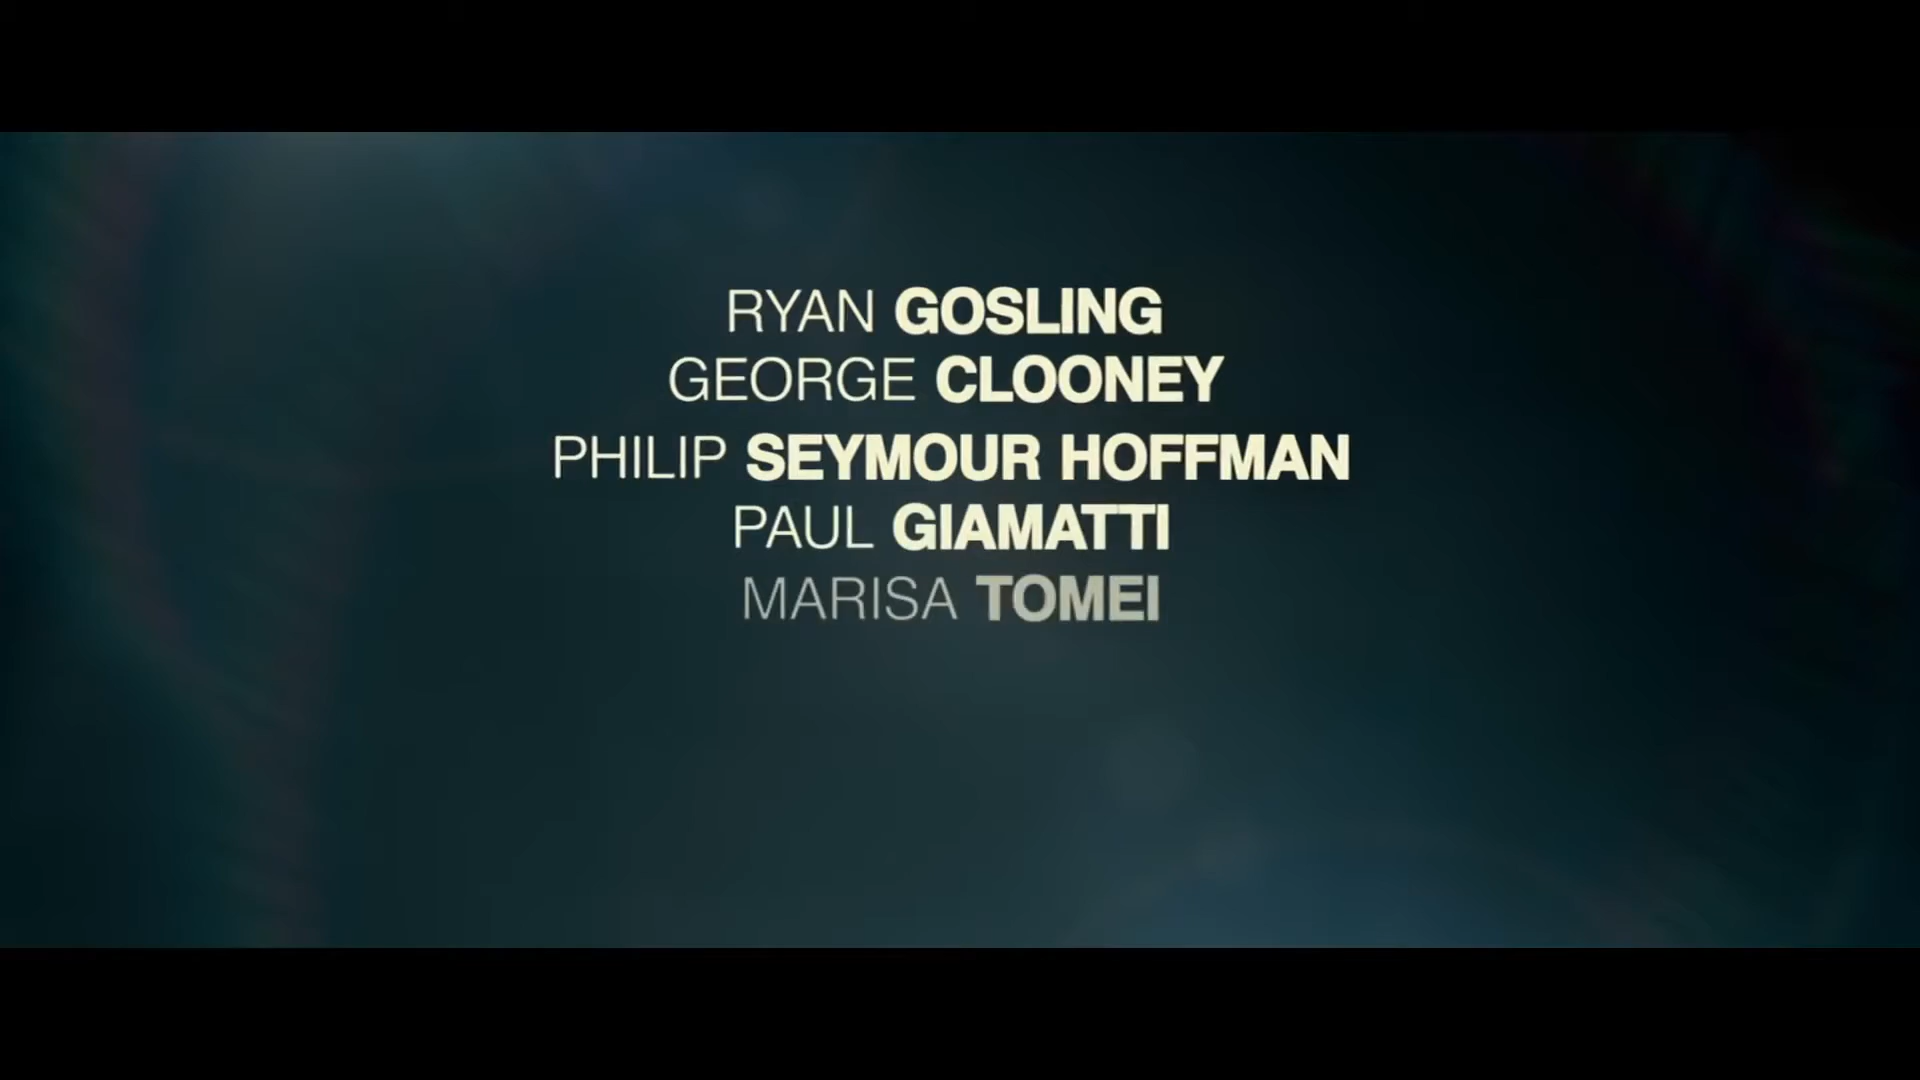 RYAN GOSLING
GEORGE CLOONEY
PHILIP SEYMOUR HOFFMAN
PAUL GIAMATTI
MARISA TOMEI